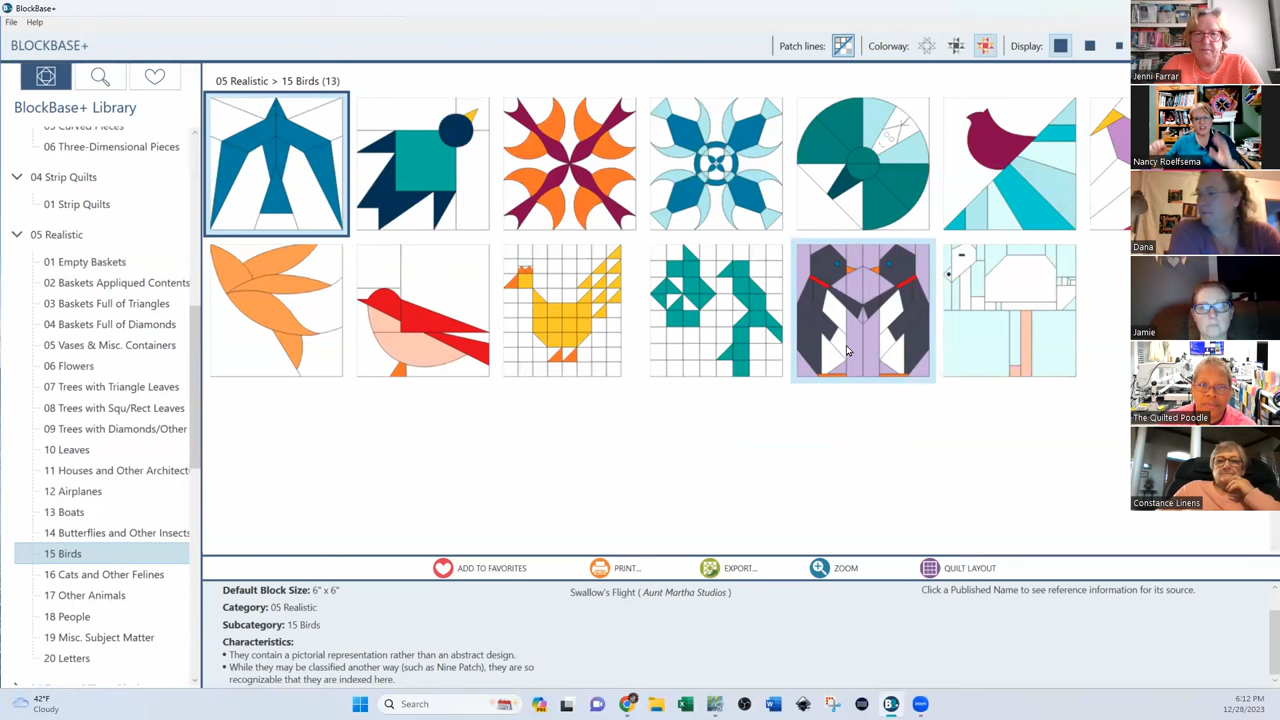 BlockBase+
File Help
BLOCKBASE+
Patch lines: Colorway: Display:
BlockBase+ Library
05 Curved Pieces
06 Three-Dimensional Pieces
04 Strip Quilts
01 Strip Quilts
05 Realistic
01 Empty Baskets
02 Baskets Appliqued Contents
03 Baskets Full of Triangles
04 Baskets Full of Diamonds
05 Vases & Misc. Containers
06 Flowers
07 Trees with Triangle Leaves
08 Trees with Squ/Rect Leaves
09 Trees with Diamonds/Other
10 Leaves
11 Houses and Other Architect
12 Airplanes
13 Boats
14 Butterflies and Other Insects
15 Birds
16 Cats and Other Felines
17 Other Animals
18 People
19 Misc. Subject Matter
20 Letters
05 Realistic > 15 Birds (13)
ADD TO FAVORITES
PRINT...
EXPORT...
ZOOM
QUILT LAYOUT
Default Block Size: 6" x 6"
Category: 05 Realistic
Subcategory: 15 Birds
Characteristics:
• They contain a pictorial representation rather than an abstract design.
• While they may be classified another way (such as Nine Patch), they are so
recognizable that they are indexed here.
Swallow's Flight ( Aunt Martha Studios )
Click a Published Name to see reference information for its source.
Jenni Farrar
Nancy Roelfsema
Dana
Jamie
The Quilted Poodle
Constance Linens
42°F
Cloudy
Search
6:12 PM
12/28/2023